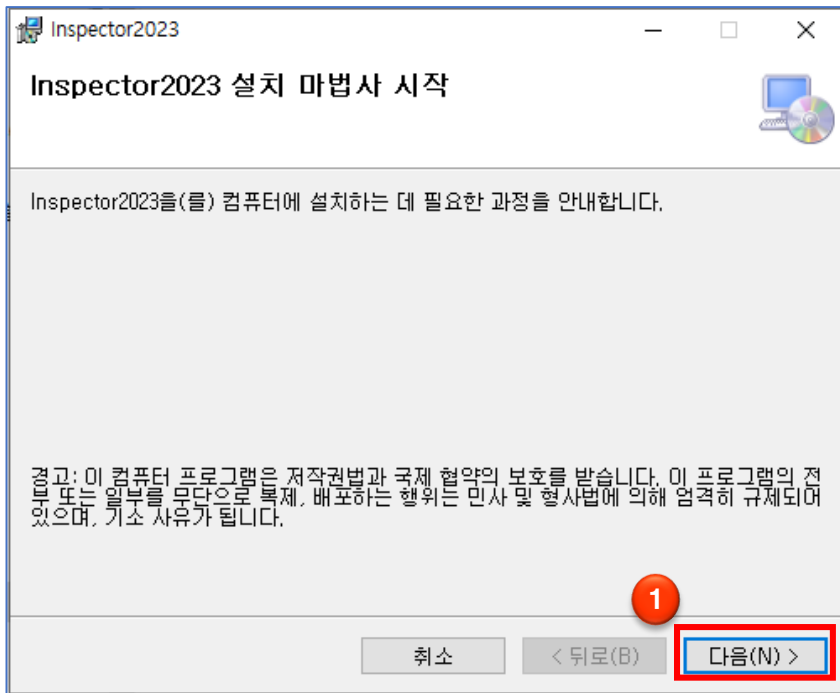 Inspector2023
Inspector2023 설치 마법사 시작
Inspector2023을(를) 컴퓨터에 설치하는 데 필요한 과정을 안내합니다.
경고: 이 컴퓨터 프로그램은 저작권법과 국제 협약의 보호를 받습니다. 이 프로그램의 전
부 또는 일부를 무단으로 복제, 배포하는 행위는 민사 및 형사법에 의해 엄격히 규제되어
있으며, 기소 사유가 됩니다.
1
취소 < 뒤로(B) 다음(N) >